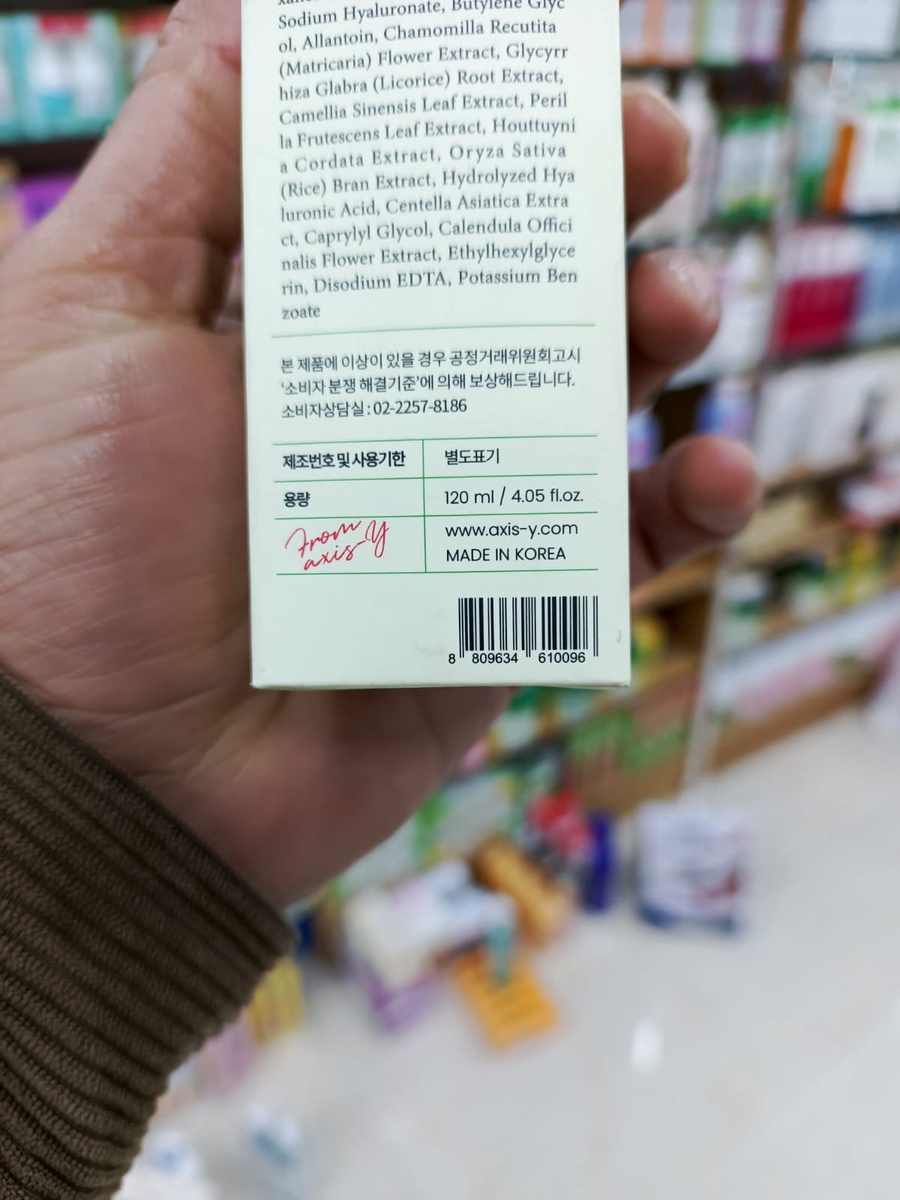 Sodium Hyaluronate, Butylene Glyc
ol, Allantoin, Chamomilla Recutita
(Matricaria) Flower Extract, Glycyrr
hiza Glabra (Licorice) Root Extract,
Camellia Sinensis Leaf Extract, Peril
la Frutescens Leaf Extract, Houttuyni
a Cordata Extract, Oryza Sativa
(Rice) Bran Extract, Hydrolyzed Hya
luronic Acid, Centella Asiatica Extra
ct, Caprylyl Glycol, Calendula Offici
nalis Flower Extract, Ethylhexylglyce
rin, Disodium EDTA, Potassium Ben
zoate
본 제품에 이상이 있을 경우 공정거래위원회고시
'소비자 분쟁 해결기준'에 의해 보상해드립니다.
소비자상담실 : 02-2257-8186
제조번호 및 사용기한 별도표기
용량 120 ml / 4.05 fl.oz.
From
axis-Y
www.axis-y.com
MADE IN KOREA
8 809634 610096